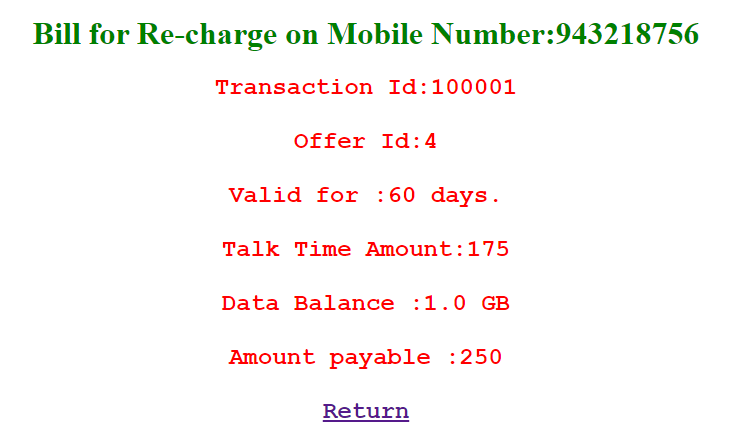 Bill for Re-charge on Mobile Number:943218756
Transaction Id:100001
Offer Id:4
Valid for :60 days.
Talk Time Amount:175
Data Balance :1.0 GB
Amount payable :250
Return